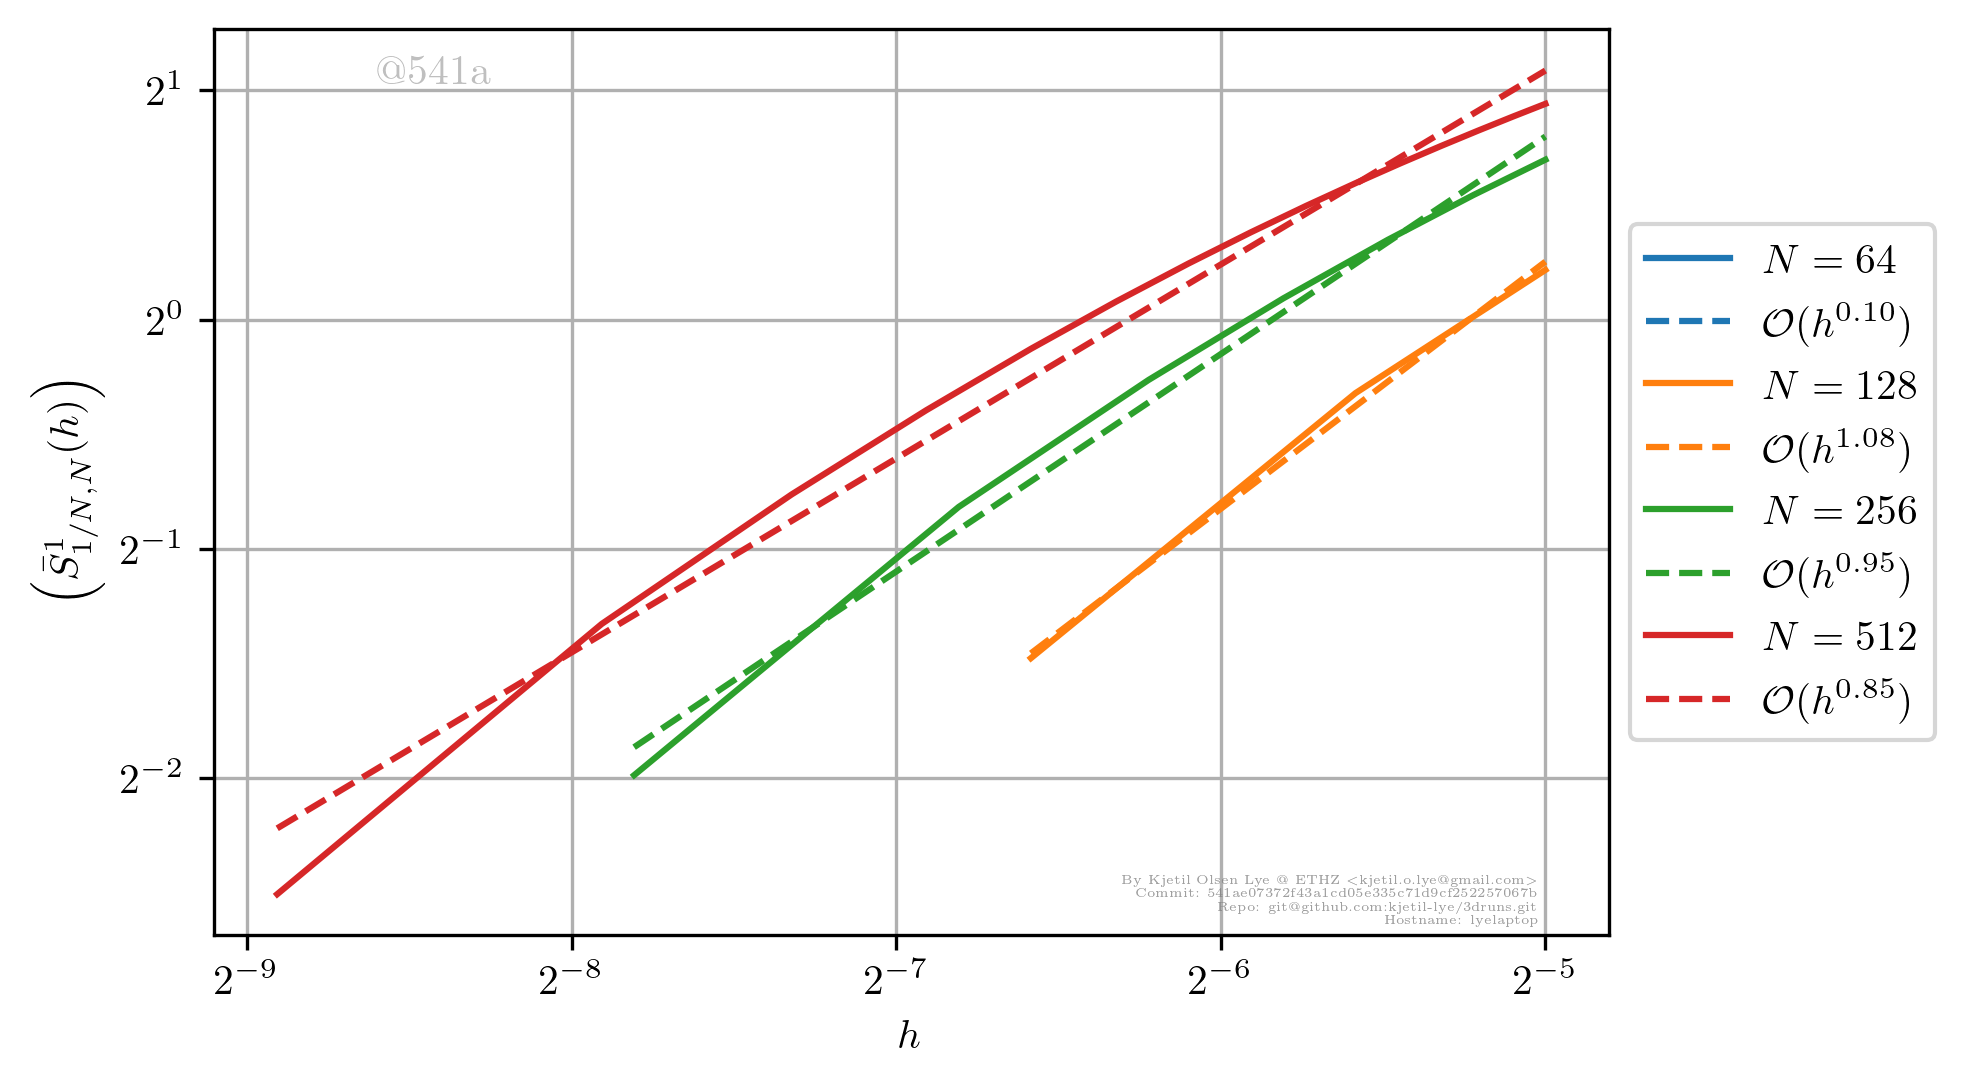 @541a
2^1
2^0
2^{-1}
2^{-2}
(\bar{S}^1_{1/N,N}(h))
2^{-9} 2^{-8} 2^{-7} 2^{-6} 2^{-5}
h
N = 64
𝒪(h^{0.10})
N = 128
𝒪(h^{1.08})
N = 256
𝒪(h^{0.95})
N = 512
𝒪(h^{0.85})
By Kjetil Olsen Lye @ ETHZ <kjetil.o.lye@gmail.com>
Commit: 541ae07372f43a1cd05e335c71d9cf252257067b
Repo: git@github.com:kjetil-lye/3druns.git
Hostname: lyelaptop